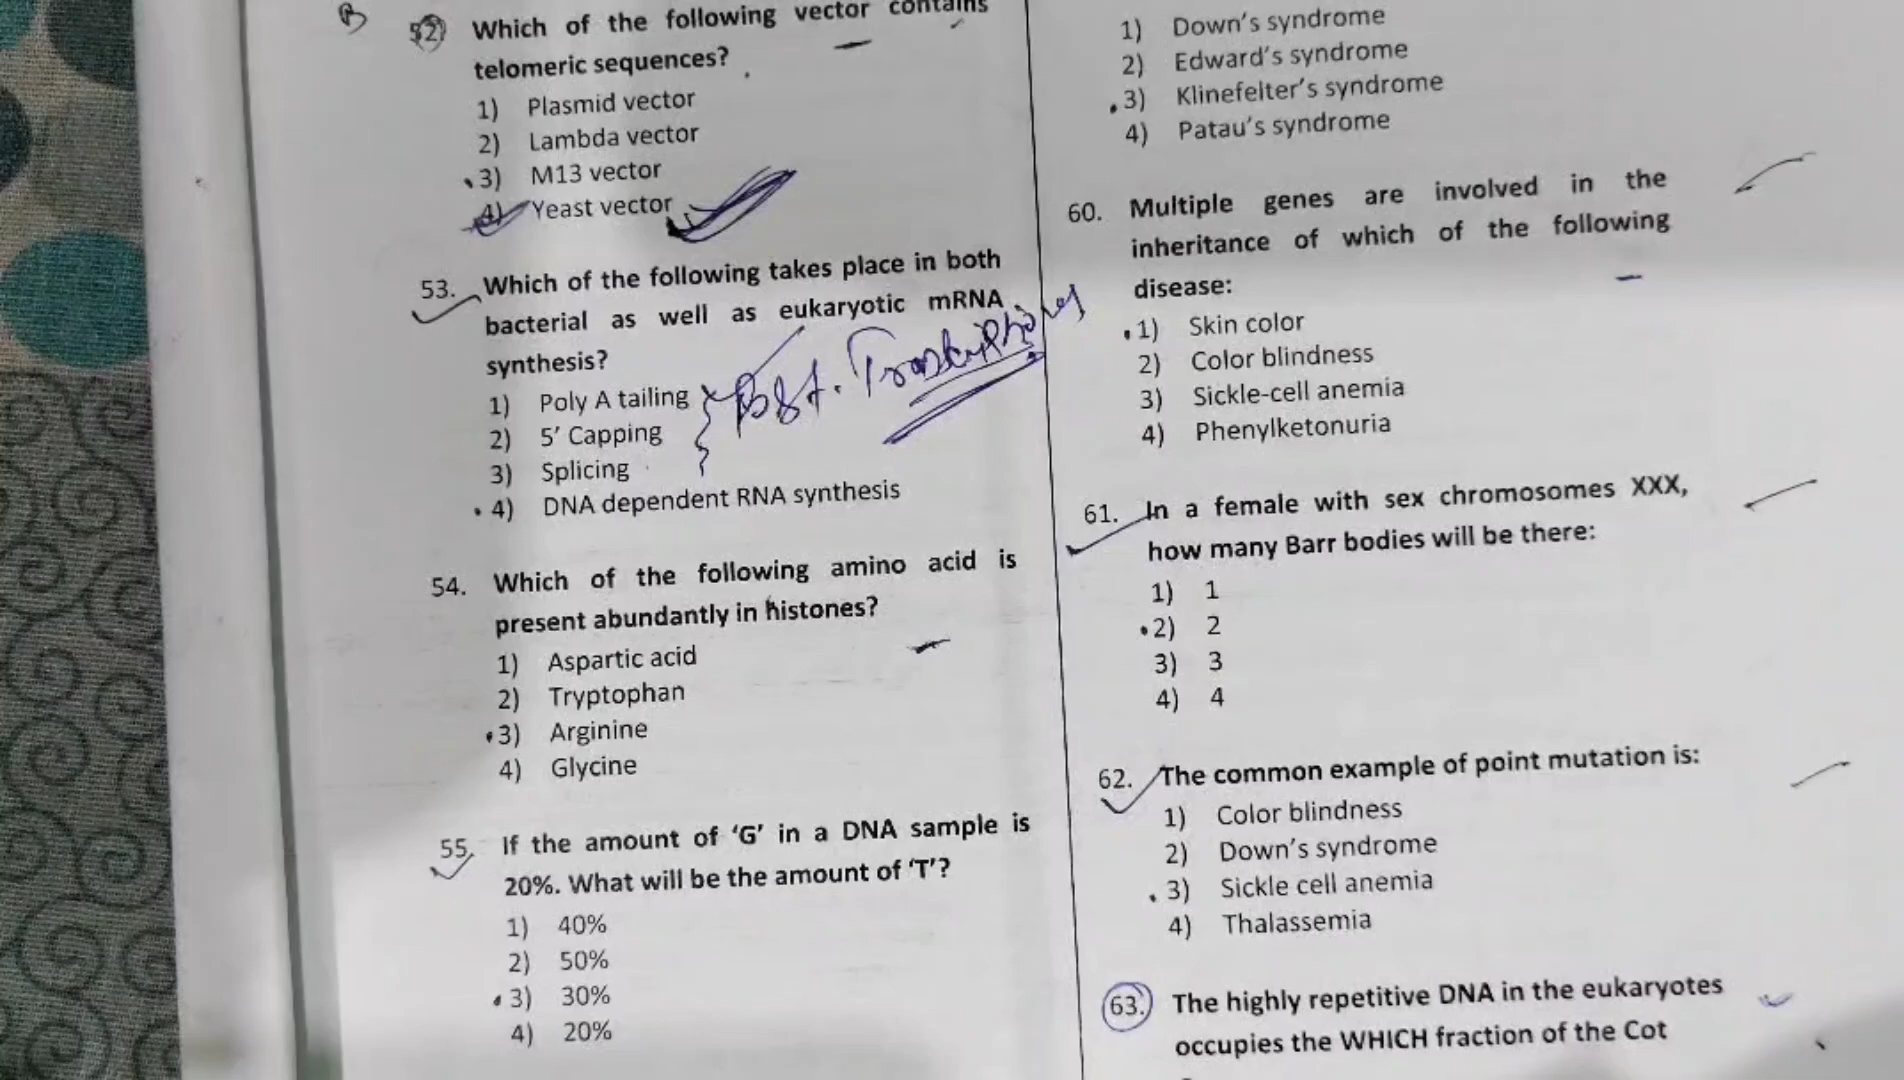 52) Which of the following vector contains
telomeric sequences?
1) Plasmid vector
2) Lambda vector
3) M13 vector
4) Yeast vector
53. Which of the following takes place in both
bacterial as well as eukaryotic mRNA
synthesis?
1) Poly A tailing
2) 5' Capping
3) Splicing
4) DNA dependent RNA synthesis
54. Which of the following amino acid is
present abundantly in histones?
1) Aspartic acid
2) Tryptophan
3) Arginine
4) Glycine
55. If the amount of 'G' in a DNA sample is
20%. What will be the amount of 'T'?
1) 40%
2) 50%
3) 30%
4) 20%
1) Down's syndrome
2) Edward's syndrome
3) Klinefelter's syndrome
4) Patau's syndrome
60. Multiple genes are involved in the
inheritance of which of the following
disease:
1) Skin color
2) Color blindness
3) Sickle-cell anemia
4) Phenylketonuria
61. In a female with sex chromosomes XXX,
how many Barr bodies will be there:
1) 1
2) 2
3) 3
4) 4
62. The common example of point mutation is:
1) Color blindness
2) Down's syndrome
3) Sickle cell anemia
4) Thalassemia
63. The highly repetitive DNA in the eukaryotes
occupies the WHICH fraction of the Cot